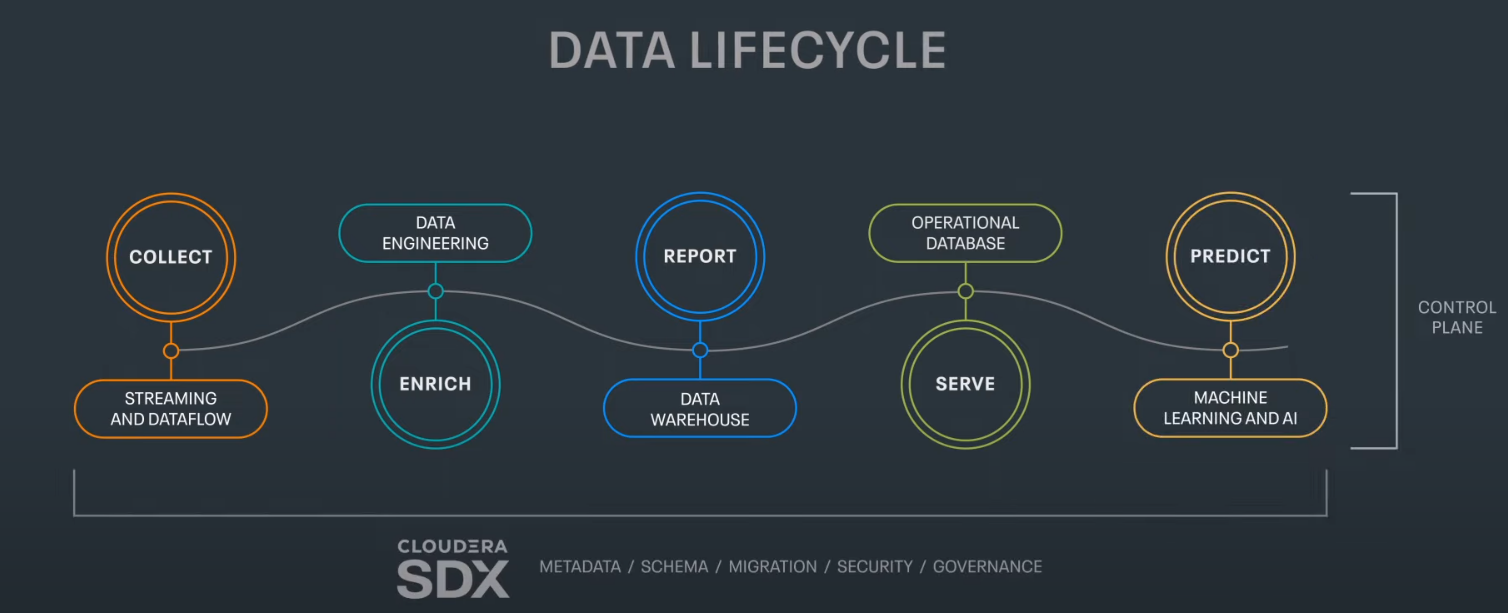 DATA LIFECYCLE
COLLECT
STREAMING
AND DATAFLOW
DATA
ENGINEERING
ENRICH
REPORT
DATA
WAREHOUSE
OPERATIONAL
DATABASE
SERVE
PREDICT
MACHINE
LEARNING AND AI
CONTROL
PLANE
CLOUDERA
SDX
METADATA / SCHEMA / MIGRATION / SECURITY / GOVERNANCE